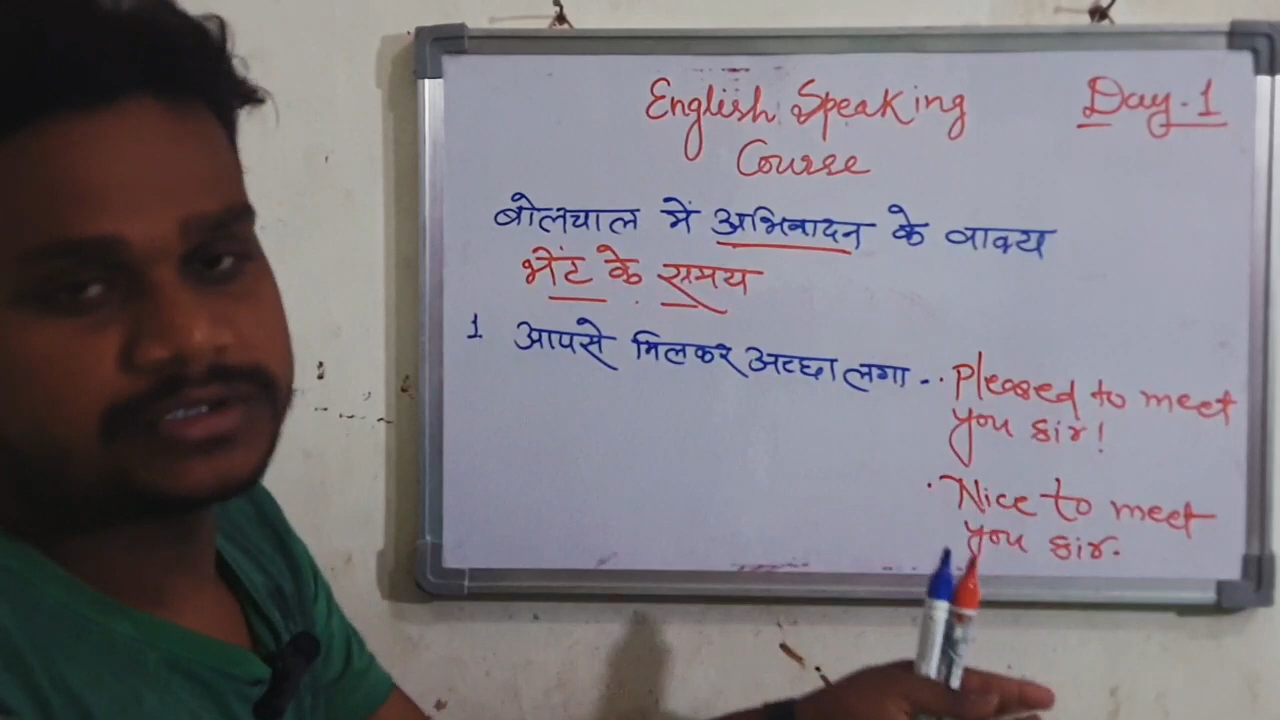 English Speaking Day.1
Course
बोलचाल में अभिवादन के वाक्य
भेंट के समय
1 आपसे मिलकर अच्छा लगा .. Pleased to meet
you sir!
. Nice to meet
you sir.